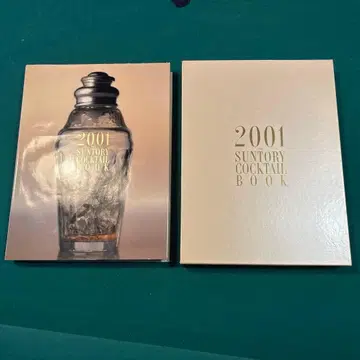 2001
SUNTORY
COCKTAIL
BOOK
2001
SUNTORY
COCKTAIL
BOOK